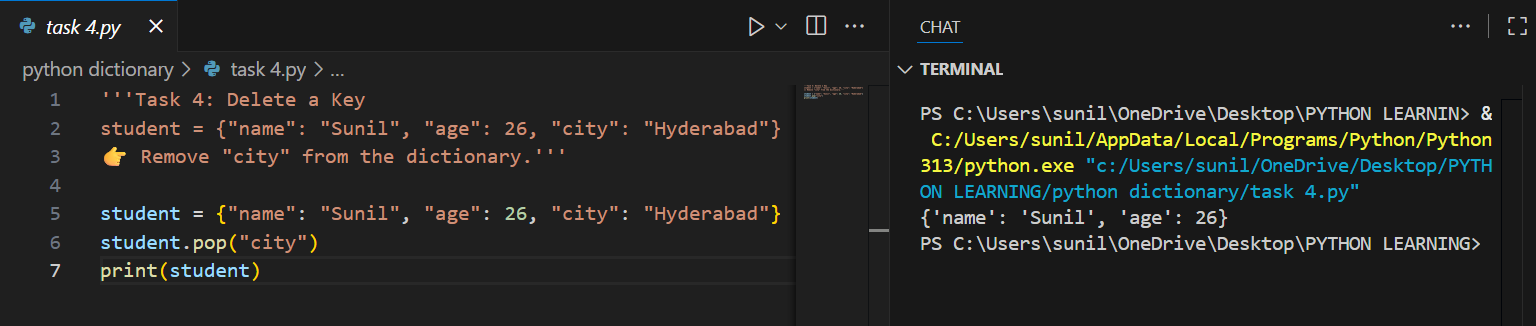 task 4.py
python dictionary > task 4.py > ...
1 '''Task 4: Delete a Key
2 student = {"name": "Sunil", "age": 26, "city": "Hyderabad"}
3 👉 Remove "city" from the dictionary.'''
4
5 student = {"name": "Sunil", "age": 26, "city": "Hyderabad"}
6 student.pop("city")
7 print(student)
CHAT
TERMINAL
PS C:\Users\sunil\OneDrive\Desktop\PYTHON LEARNIN> &
C:/Users/sunil/AppData/Local/Programs/Python/Python
313/python.exe "c:/Users/sunil/OneDrive/Desktop/PYTH
ON LEARNING/python dictionary/task 4.py"
{'name': 'Sunil', 'age': 26}
PS C:\Users\sunil\OneDrive\Desktop\PYTHON LEARNING>